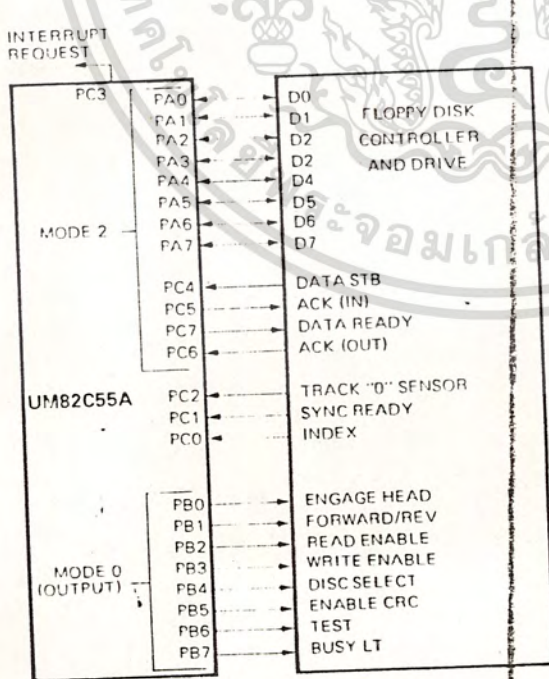 INTERRUPT
REQUEST
PC3
PA0 D0
PA1 D1 FLOPPY DISK
PA2 D2 CONTROLLER
PA3 D2 AND DRIVE
PA4 D4
PA5 D5
PA6 D6
MODE 2 PA7 D7
PC4 DATA STB
PC5 ACK (IN)
PC7 DATA READY
PC6 ACK (OUT)
UM82C55A PC2 TRACK "0" SENSOR
PC1 SYNC READY
PC0 INDEX
PB0 ENGAGE HEAD
PB1 FORWARD/REV
PB2 READ ENABLE
MODE 0 PB3 WRITE ENABLE
(OUTPUT) PB4 DISC SELECT
PB5 ENABLE CRC
PB6 TEST
PB7 BUSY LT